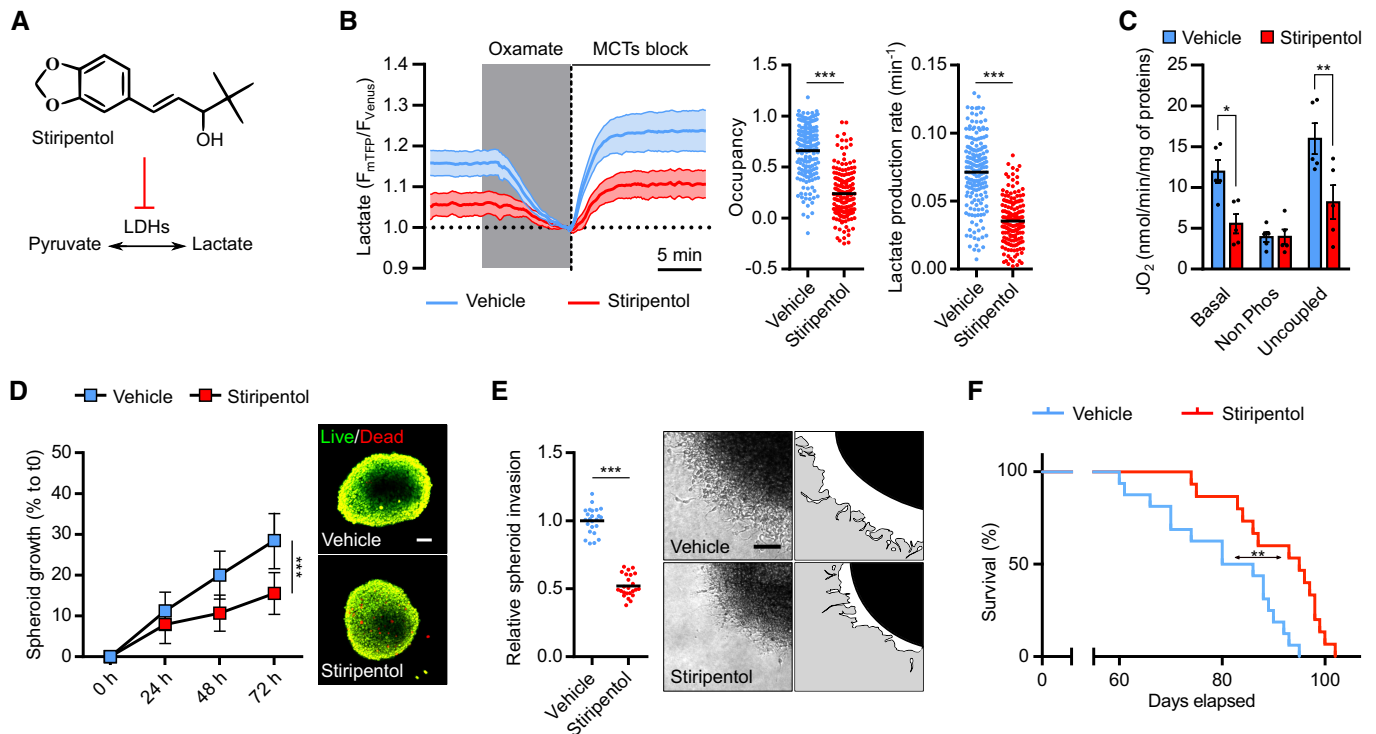 A
O
O
OH
Stiripentol
LDHs
Pyruvate
Lactate
B
Oxamate
MCTs block
Lactate (FmTFP/FVenus)
1.4
1.3
1.2
1.1
1.0
0.9
5 min
Vehicle
Stiripentol
Occupancy
1.5
1.0
0.5
0.0
-0.5
***
Vehicle
Stiripentol
Lactate production rate (min-1)
0.15
0.10
0.05
0.00
***
Vehicle
Stiripentol
C
Vehicle
Stiripentol
JO2 (nmol/min/mg of proteins)
25
20
15
10
5
0
*
**
Basal
Non Phos
Uncoupled
D
Vehicle
Stiripentol
Spheroid growth (% to t0)
50
40
30
20
10
0
***
0 h
24 h
48 h
72 h
Live/Dead
Vehicle
Stiripentol
E
Relative spheroid invasion
1.5
1.0
0.5
0.0
***
Vehicle
Stiripentol
Vehicle
Stiripentol
F
Vehicle
Stiripentol
Survival (%)
100
50
0
**
0
60
80
100
Days elapsed